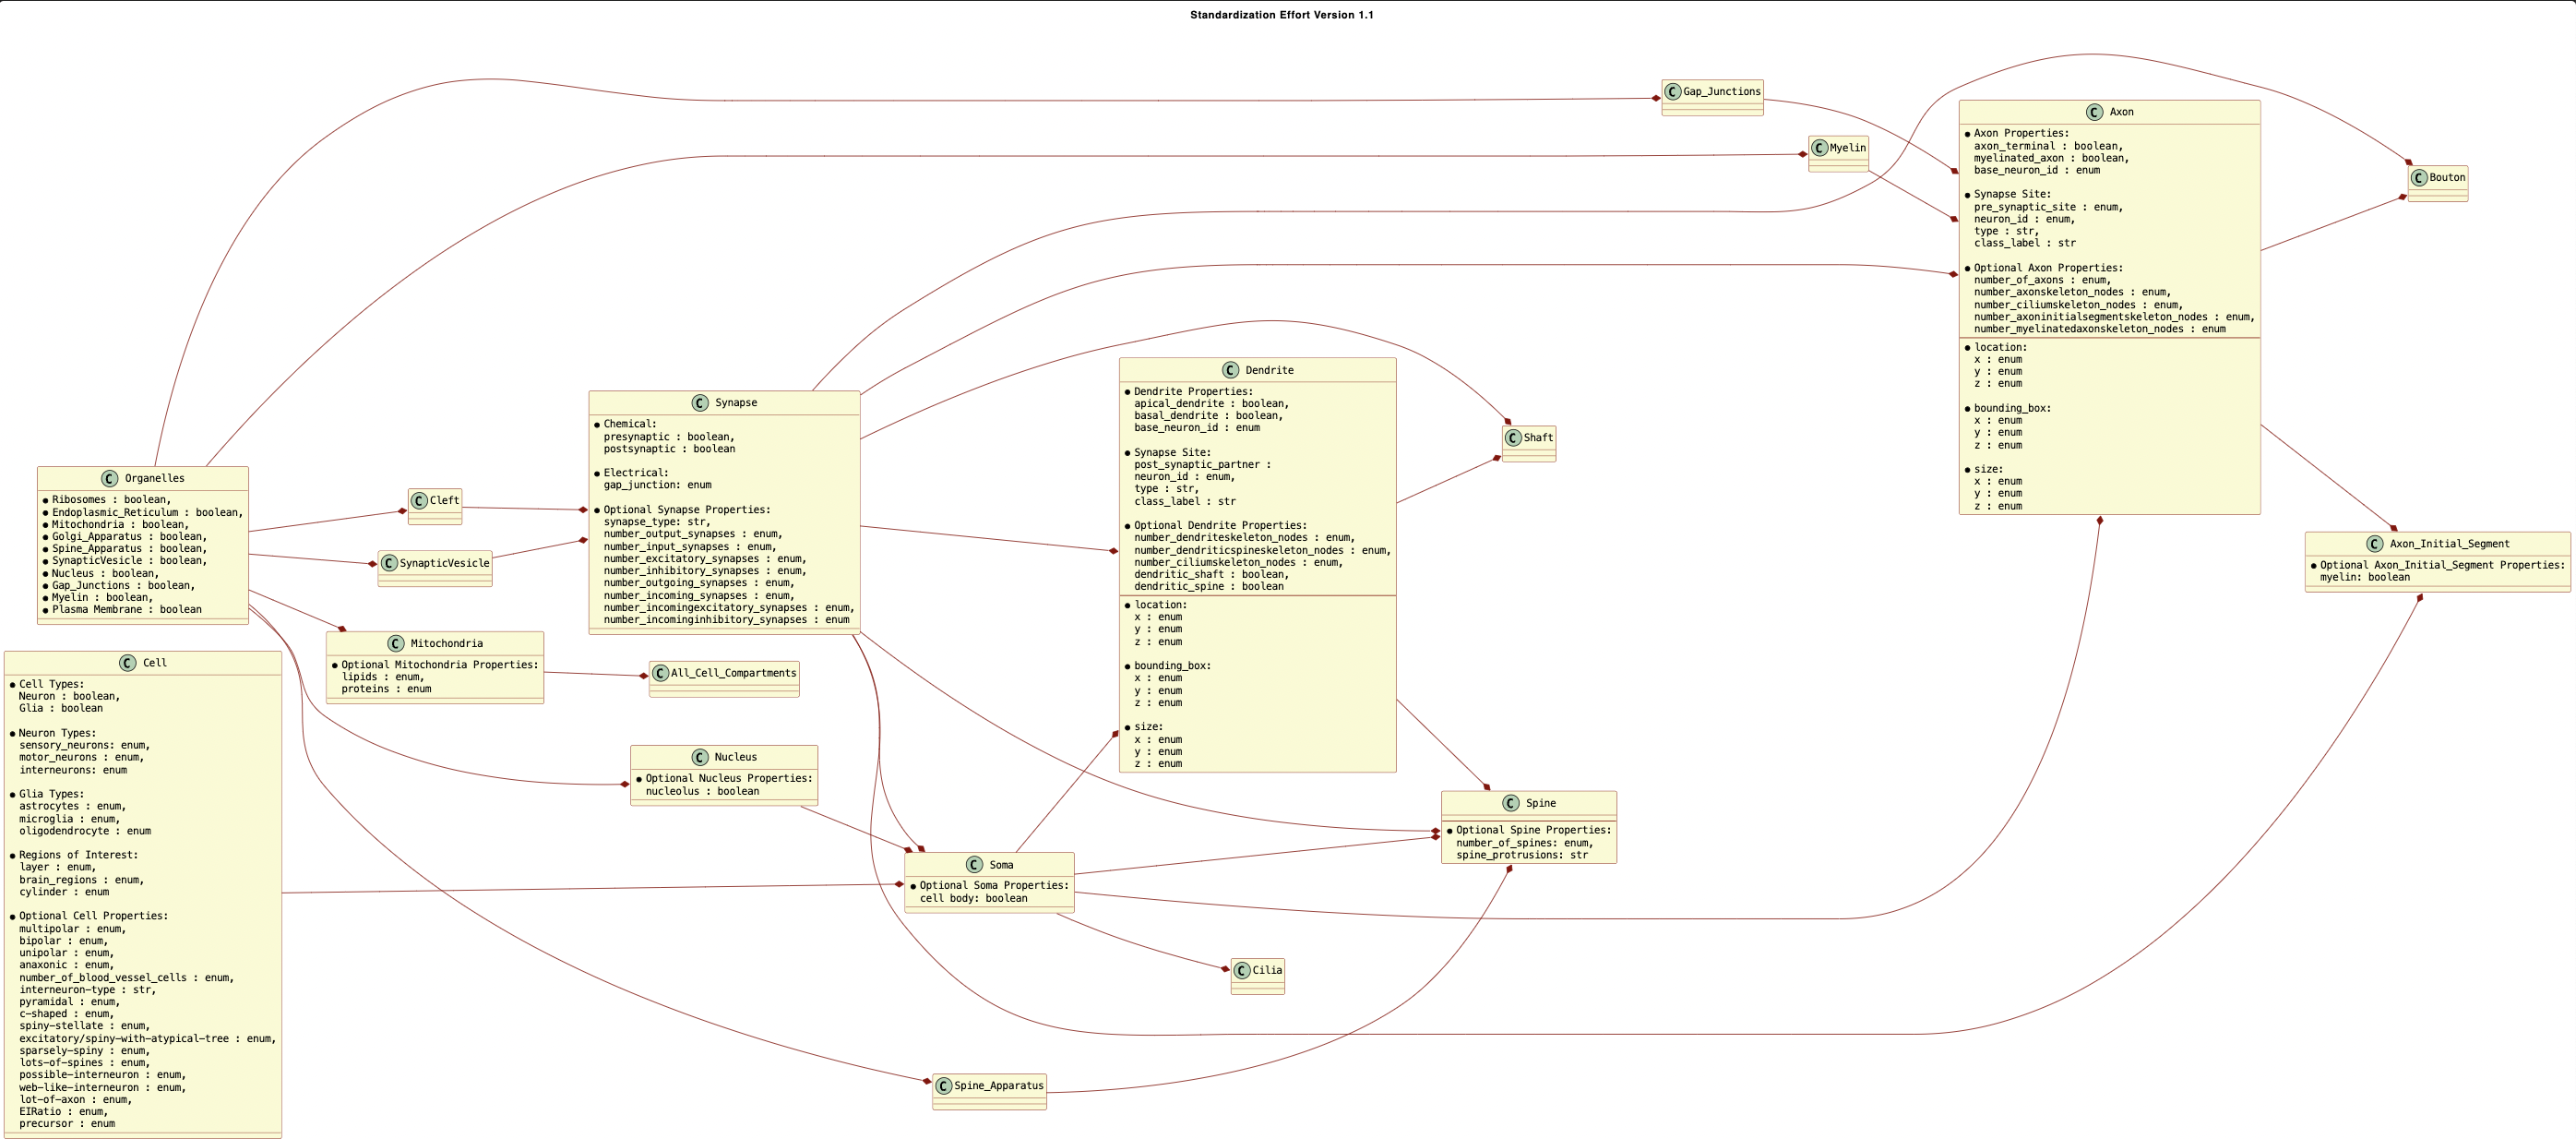 Standardization Effort Version 1.1
C Gap_Junctions
C Myelin
C Axon
Axon Properties:
axon_terminal : boolean,
myelinated_axon : boolean,
base_neuron_id : enum
Synapse Site:
pre_synaptic_site : enum,
neuron_id : enum,
type : str,
class_label : str
Optional Axon Properties:
number_of_axons : enum,
number_axonskeleton_nodes : enum,
number_ciliumskeleton_nodes : enum,
number_axoninitialsegmentskeleton_nodes : enum,
number_myelinatedaxonskeleton_nodes : enum
location:
x : enum
y : enum
z : enum
bounding_box:
x : enum
y : enum
z : enum
size:
x : enum
y : enum
z : enum
C Bouton
C Dendrite
Dendrite Properties:
apical_dendrite : boolean,
basal_dendrite : boolean,
base_neuron_id : enum
Synapse Site:
post_synaptic_partner :
neuron_id : enum,
type : str,
class_label : str
Optional Dendrite Properties:
number_dendriteskeleton_nodes : enum,
number_dendriticspineskeleton_nodes : enum,
number_ciliumskeleton_nodes : enum,
dendritic_shaft : boolean,
dendritic_spine : boolean
location:
x : enum
y : enum
z : enum
bounding_box:
x : enum
y : enum
z : enum
size:
x : enum
y : enum
z : enum
C Synapse
Chemical:
presynaptic : boolean,
postsynaptic : boolean
Electrical:
gap_junction: enum
Optional Synapse Properties:
synapse_type: str,
number_output_synapses : enum,
number_input_synapses : enum,
number_excitatory_synapses : enum,
number_inhibitory_synapses : enum,
number_outgoing_synapses : enum,
number_incoming_synapses : enum,
number_incomingexcitatory_synapses : enum,
number_incominginhibitory_synapses : enum
C Shaft
C Organelles
Ribosomes : boolean,
Endoplasmic_Reticulum : boolean,
Mitochondria : boolean,
Golgi_Apparatus : boolean,
Spine_Apparatus : boolean,
SynapticVesicle : boolean,
Nucleus : boolean,
Gap_Junctions : boolean,
Myelin : boolean,
Plasma Membrane : boolean
C Cleft
C SynapticVesicle
C Axon_Initial_Segment
Optional Axon_Initial_Segment Properties:
myelin: boolean
C Mitochondria
Optional Mitochondria Properties:
lipids : enum,
proteins : enum
C All_Cell_Compartments
C Cell
Cell Types:
Neuron : boolean,
Glia : boolean
Neuron Types:
sensory_neurons: enum,
motor_neurons : enum,
interneurons: enum
Glia Types:
astrocytes : enum,
microglia : enum,
oligodendrocyte : enum
Regions of Interest:
layer : enum,
brain_regions : enum,
cylinder : enum
Optional Cell Properties:
multipolar : enum,
bipolar : enum,
unipolar : enum,
anaxonic : enum,
number_of_blood_vessel_cells : enum,
interneuron-type : str,
pyramidal : enum,
c-shaped : enum,
spiny-stellate : enum,
excitatory/spiny-with-atypical-tree : enum,
sparsely-spiny : enum,
lots-of-spines : enum,
possible-interneuron : enum,
web-like-interneuron : enum,
lot-of-axon : enum,
EIRatio : enum,
precursor : enum
C Nucleus
Optional Nucleus Properties:
nucleolus : boolean
C Spine
Optional Spine Properties:
number_of_spines: enum,
spine_protrusions: str
C Soma
Optional Soma Properties:
cell body: boolean
C Cilia
C Spine_Apparatus